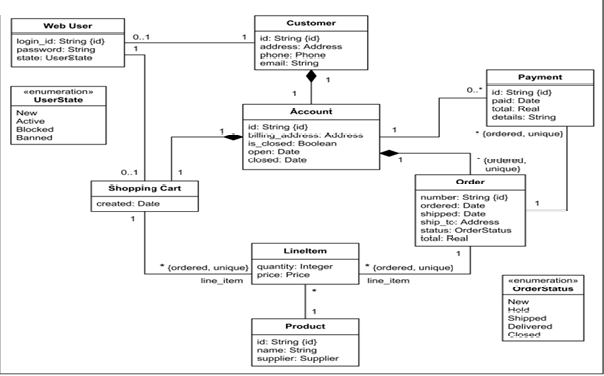 Web User
login_id: String {id}
password: String
state: UserState
0..1
1
1
Customer
id: String {id}
address: Address
phone: Phone
email: String
«enumeration»
UserState
New
Active
Blocked
Banned
1
1
Account
id: String {id}
billing_address: Address
is_closed: Boolean
open: Date
closed: Date
Payment
id: String {id}
paid: Date
total: Real
details: String
0..*
1
* {ordered, unique}
1
1
1
* {ordered,
unique}
0..1
1
Shopping Cart
created: Date
1
Order
number: String {id}
ordered: Date
shipped: Date
ship_to: Address
status: OrderStatus
total: Real
1
1
LineItem
quantity: Integer
price: Price
* {ordered, unique}
line_item
* {ordered, unique}
line_item
*
1
Product
id: String {id}
name: String
supplier: Supplier
«enumeration»
OrderStatus
New
Hold
Shipped
Delivered
Closed